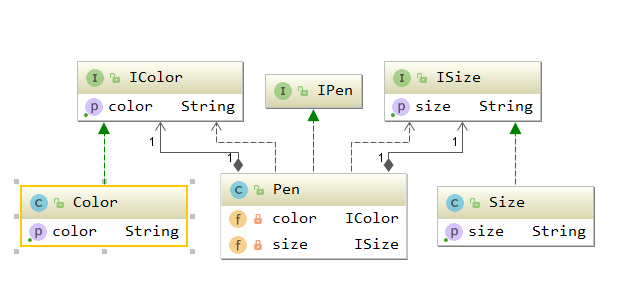 I IColor
p color String
I IPen
I ISize
p size String
1
1
1
1
C Color
p color String
C Pen
f color IColor
f size ISize
C Size
p size String